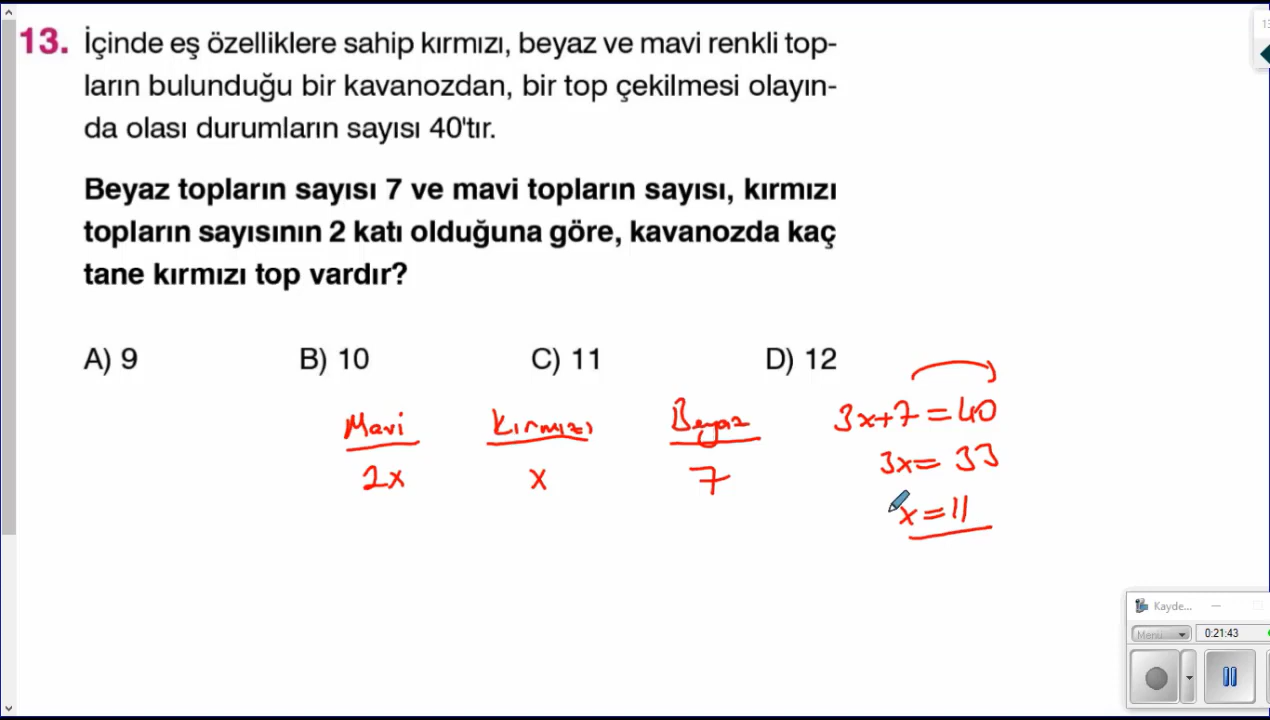 13. İçinde eş özelliklere sahip kırmızı, beyaz ve mavi renkli top-
ların bulunduğu bir kavanozdan, bir top çekilmesi olayın-
da olası durumların sayısı 40'tır.
Beyaz topların sayısı 7 ve mavi topların sayısı, kırmızı
topların sayısının 2 katı olduğuna göre, kavanozda kaç
tane kırmızı top vardır?
A) 9 B) 10 C) 11 D) 12
Mavi Kırmızı Beyaz 3x+7=40
2x x 7 3x=33
x=11
Kayde...
Menu
0:21:43